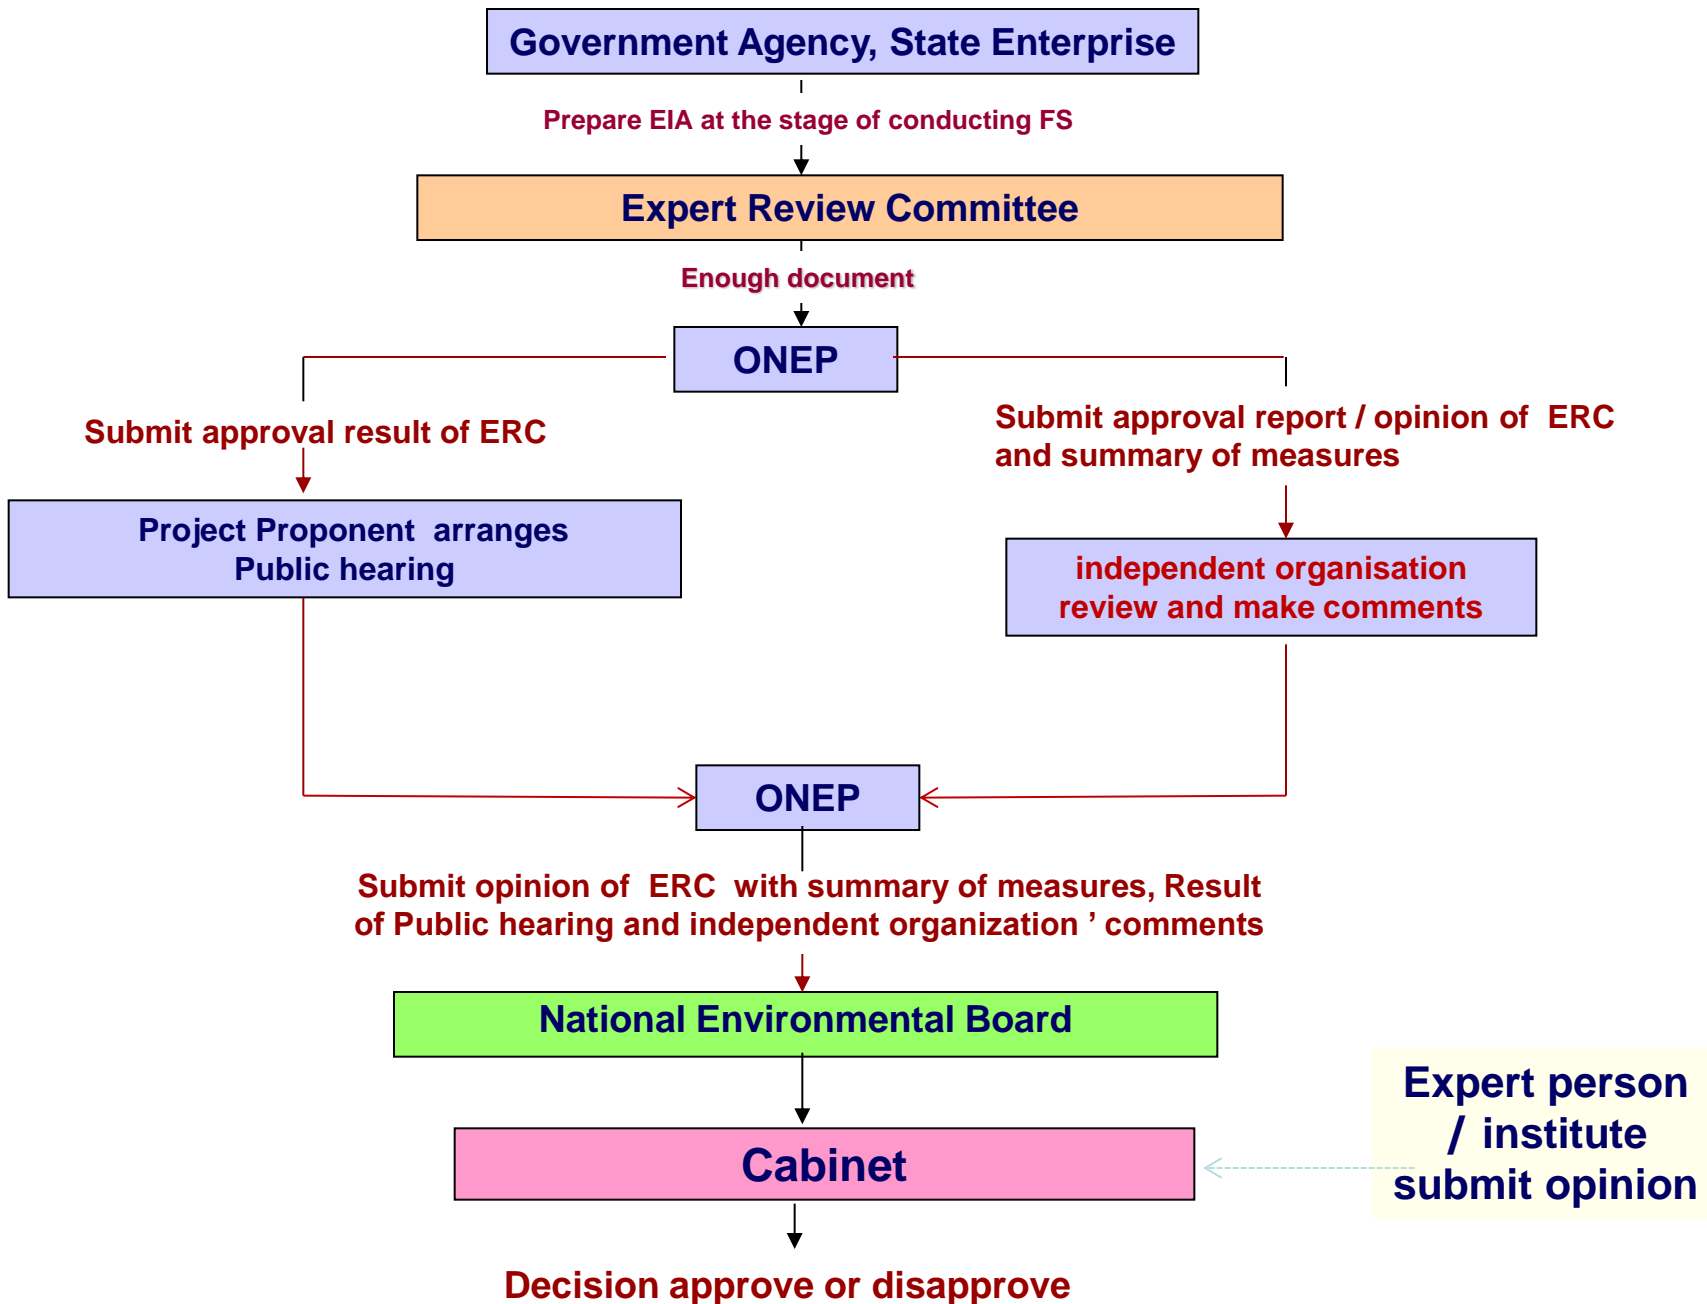 Government Agency, State Enterprise
Prepare EIA at the stage of conducting FS
Expert Review Committee
Enough document
ONEP
Submit approval result of ERC
Submit approval report / opinion of ERC
and summary of measures
Project Proponent arranges
Public hearing
independent organisation
review and make comments
ONEP
Submit opinion of ERC with summary of measures, Result
of Public hearing and independent organization ’ comments
National Environmental Board
Expert person
/ institute
submit opinion
Cabinet
Decision approve or disapprove